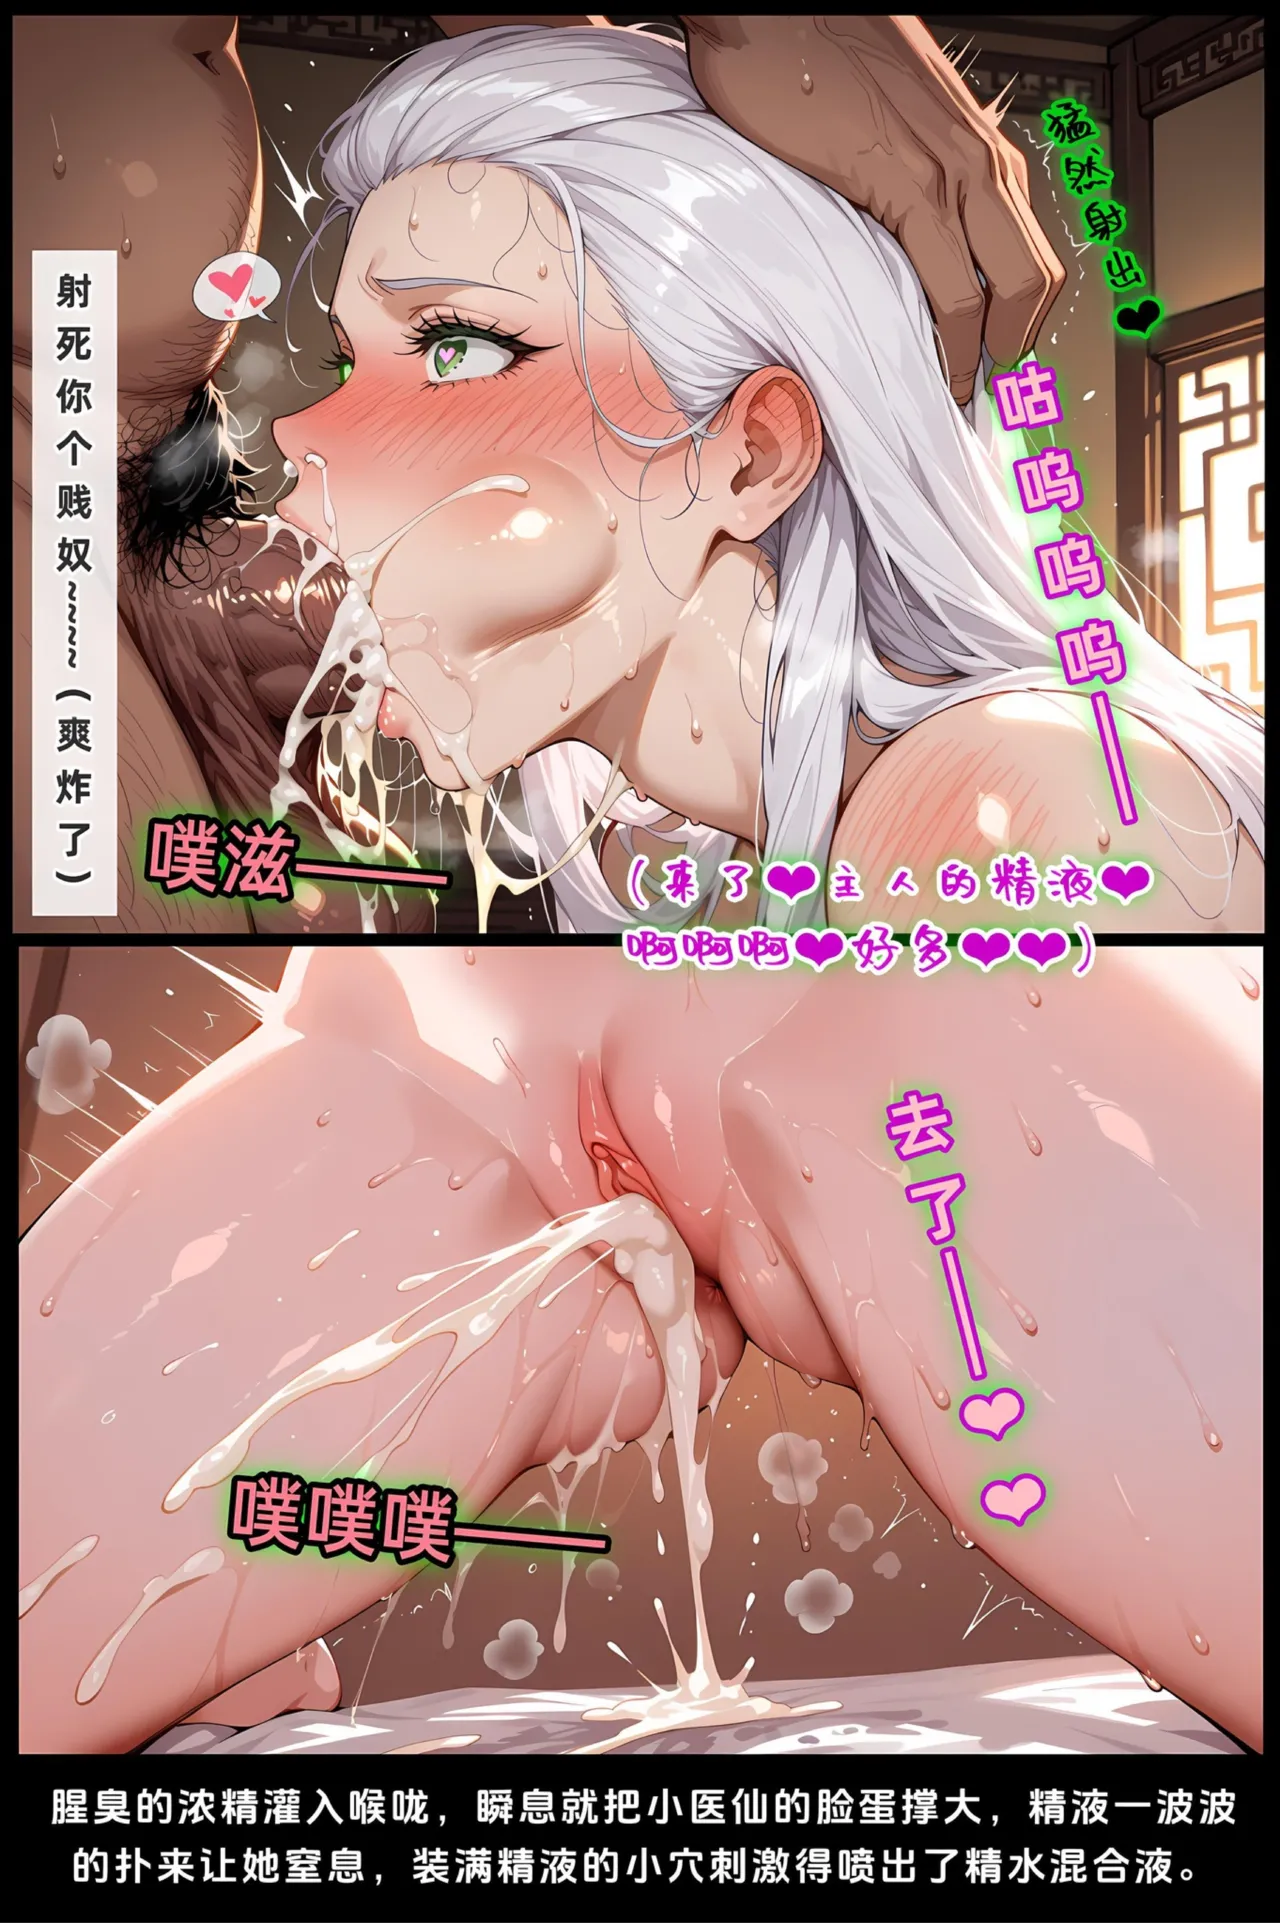 射死你个贱奴~~~~（爽炸了）
猛然射出❤
咕呜呜呜——
噗滋——
（来了❤主人的精液❤
啊啊啊❤好多❤❤）
去了——❤❤
噗噗噗——
腥臭的浓精灌入喉咙，瞬息就把小医仙的脸蛋撑大，精液一波波
的扑来让她窒息，装满精液的小穴刺激得喷出了精水混合液。